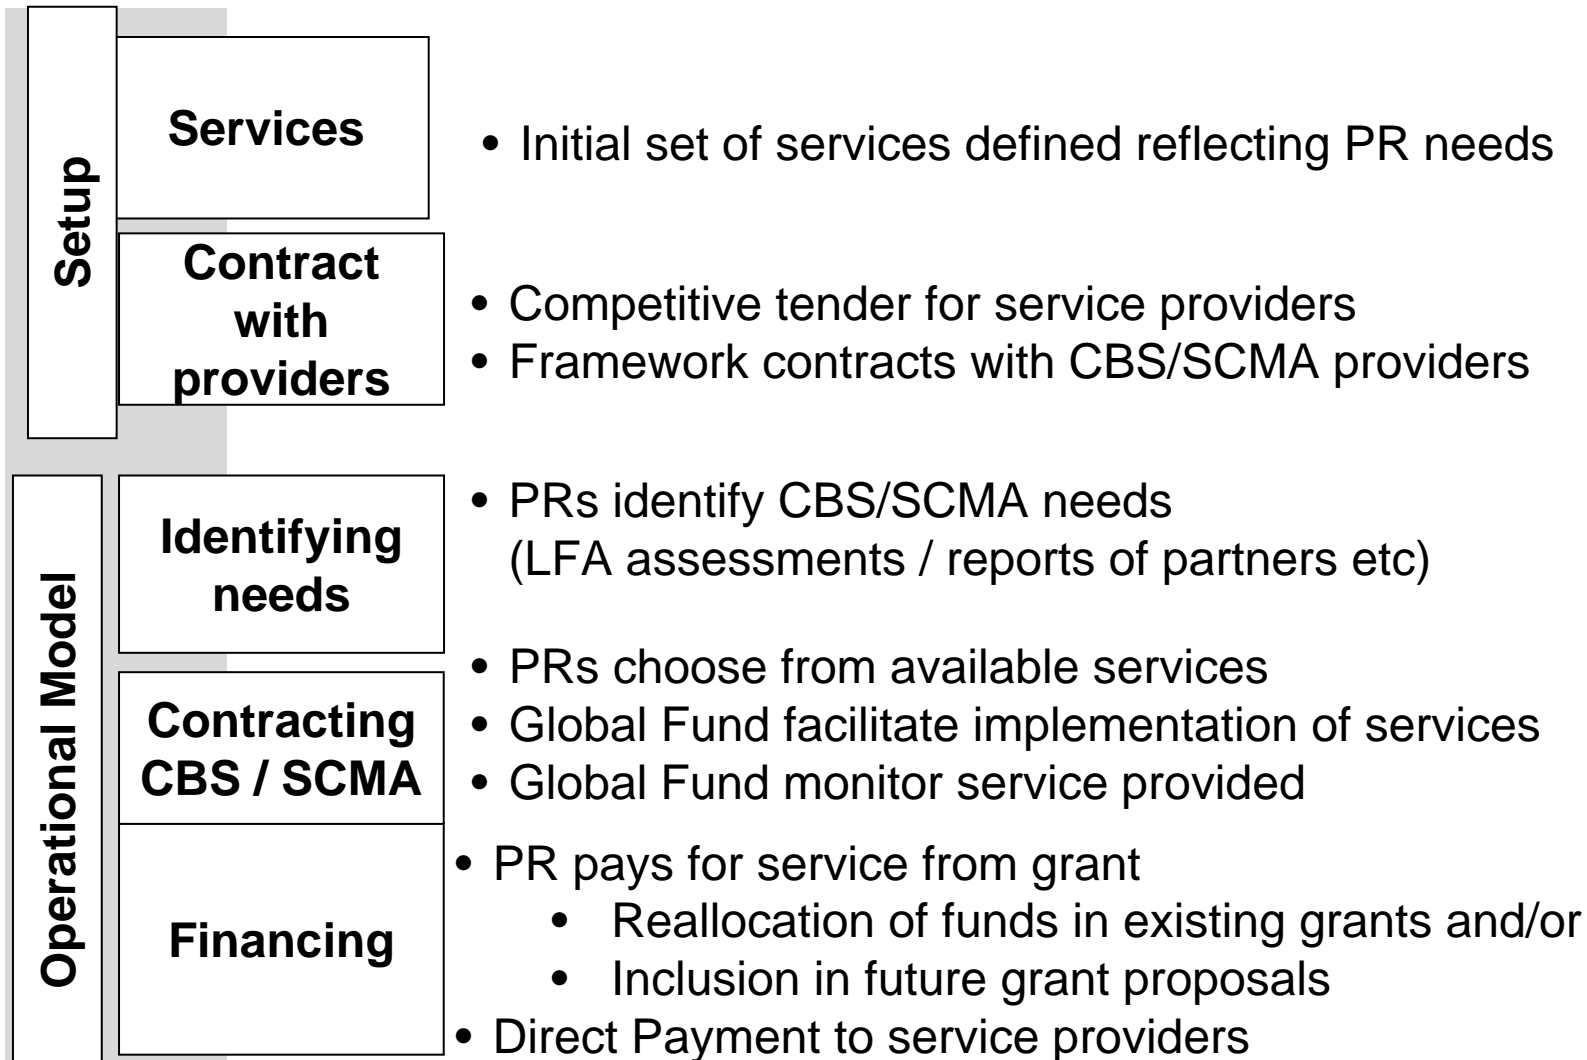 Setup
Services
• Initial set of services defined reflecting PR needs
Contract
with
providers
• Competitive tender for service providers
• Framework contracts with CBS/SCMA providers
Operational Model
Identifying
needs
• PRs identify CBS/SCMA needs
(LFA assessments / reports of partners etc)
Contracting
CBS / SCMA
• PRs choose from available services
• Global Fund facilitate implementation of services
• Global Fund monitor service provided
Financing
• PR pays for service from grant
• Reallocation of funds in existing grants and/or
• Inclusion in future grant proposals
• Direct Payment to service providers